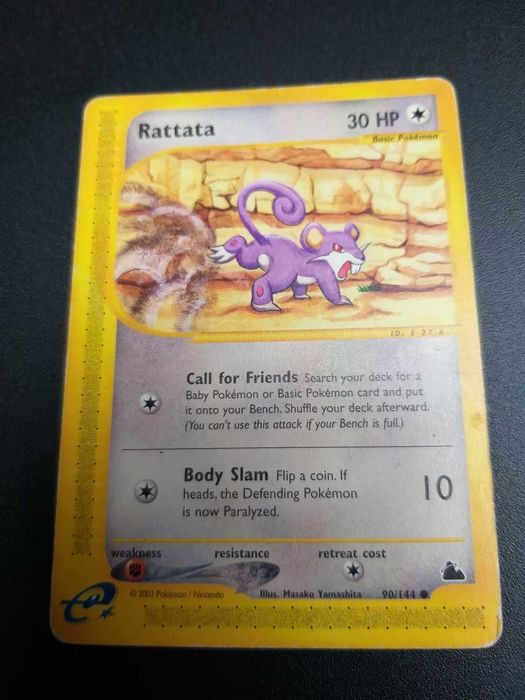 Rattata 30 HP
Basic Pokémon
ID: E-27-#
Call for Friends Search your deck for a
Baby Pokémon or Basic Pokémon card and put
it onto your Bench. Shuffle your deck afterward.
(You can't use this attack if your Bench is full.)
Body Slam Flip a coin. If
heads, the Defending Pokémon
is now Paralyzed.
10
weakness resistance retreat cost
Illus. Masako Yamashita 90/144
© 2003 Pokémon / Nintendo
e